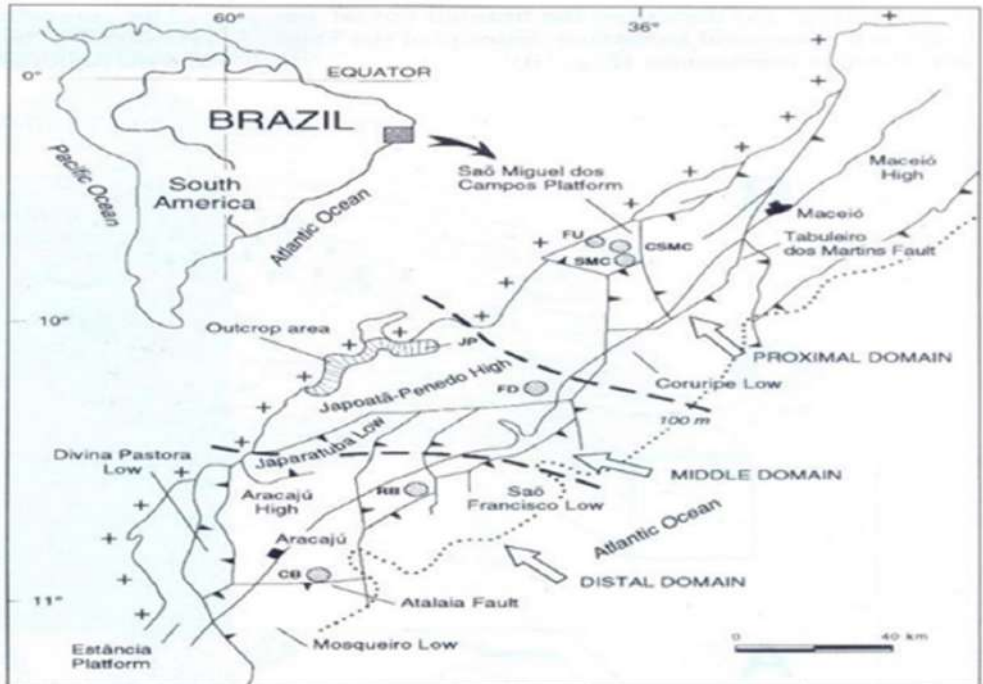 60°
36°
0°
EQUATOR
BRAZIL
Pacific Ocean
South
America
Atlantic Ocean
Saõ Miguel dos
Campos Platform
Maceió
High
Maceió
FU
CSMC
SMC
Tabuleiro
dos Martins Fault
10°
Outcrop area
JP
PROXIMAL DOMAIN
Japoatã-Penedo High
FD
Coruripe Low
100 m
Divina Pastora
Low
Japaratuba Low
MIDDLE DOMAIN
Aracajú
High
RB
Saõ
Francisco Low
Atlantic Ocean
Aracajú
CB
DISTAL DOMAIN
11°
Atalaia Fault
Estância
Platform
Mosqueiro Low
0
40 km